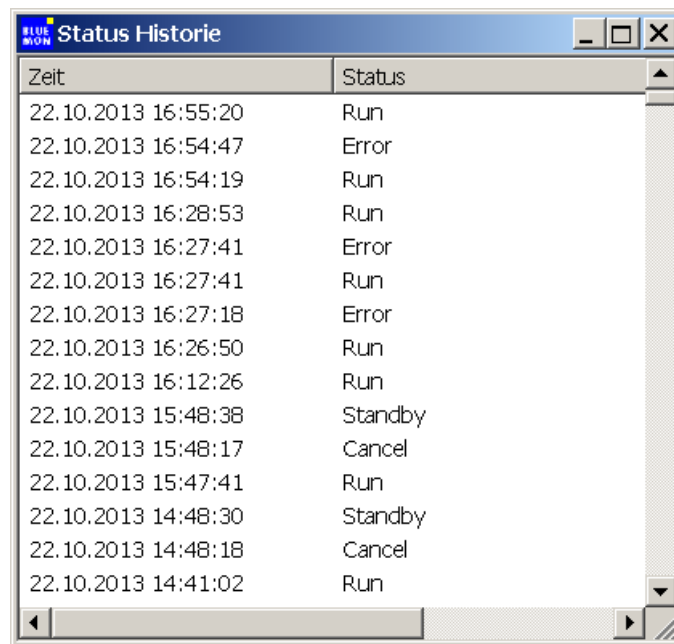 BLUE MON Status Historie
Zeit Status
22.10.2013 16:55:20 Run
22.10.2013 16:54:47 Error
22.10.2013 16:54:19 Run
22.10.2013 16:28:53 Run
22.10.2013 16:27:41 Error
22.10.2013 16:27:41 Run
22.10.2013 16:27:18 Error
22.10.2013 16:26:50 Run
22.10.2013 16:12:26 Run
22.10.2013 15:48:38 Standby
22.10.2013 15:48:17 Cancel
22.10.2013 15:47:41 Run
22.10.2013 14:48:30 Standby
22.10.2013 14:48:18 Cancel
22.10.2013 14:41:02 Run